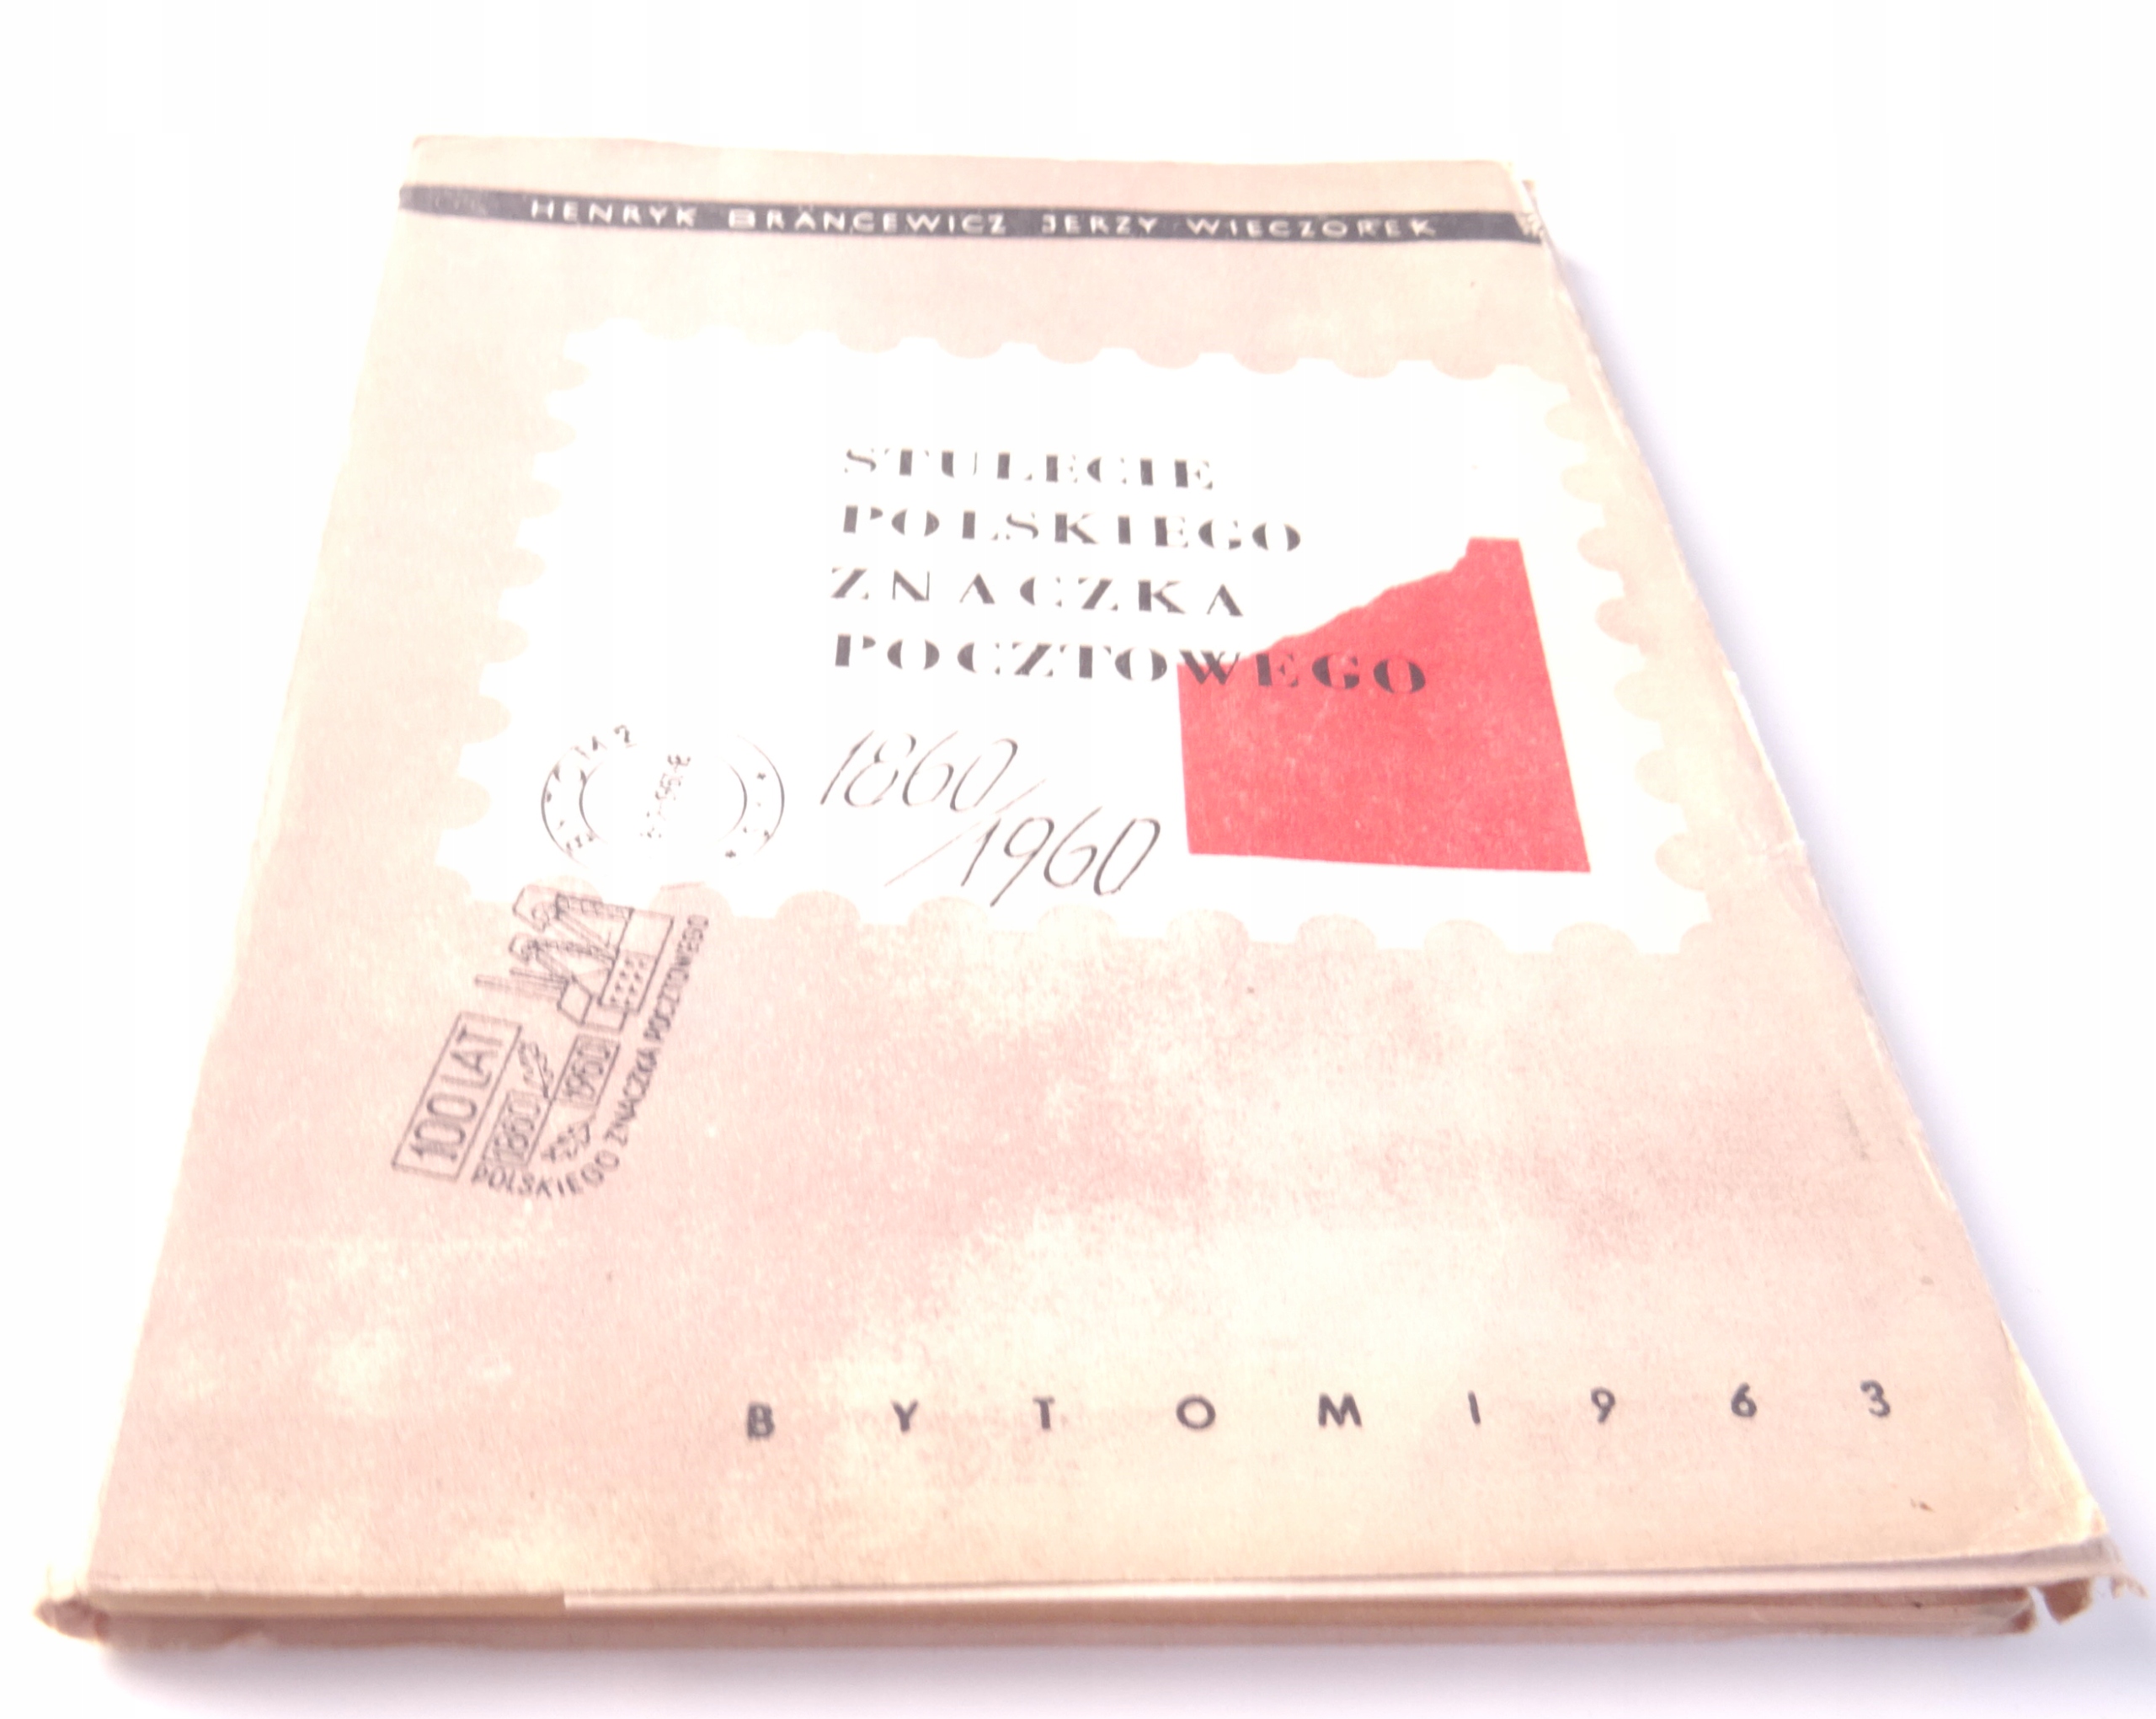 HENRYK BRANCEWICZ JERZY WIECZOREK
STULECIE
POLSKIEGO
ZNACZKA
POCZTOWEGO
1860/
1960
100 LAT
1860
1960
POLSKIEGO ZNACZKA POCZTOWEGO
BYTOM 1963